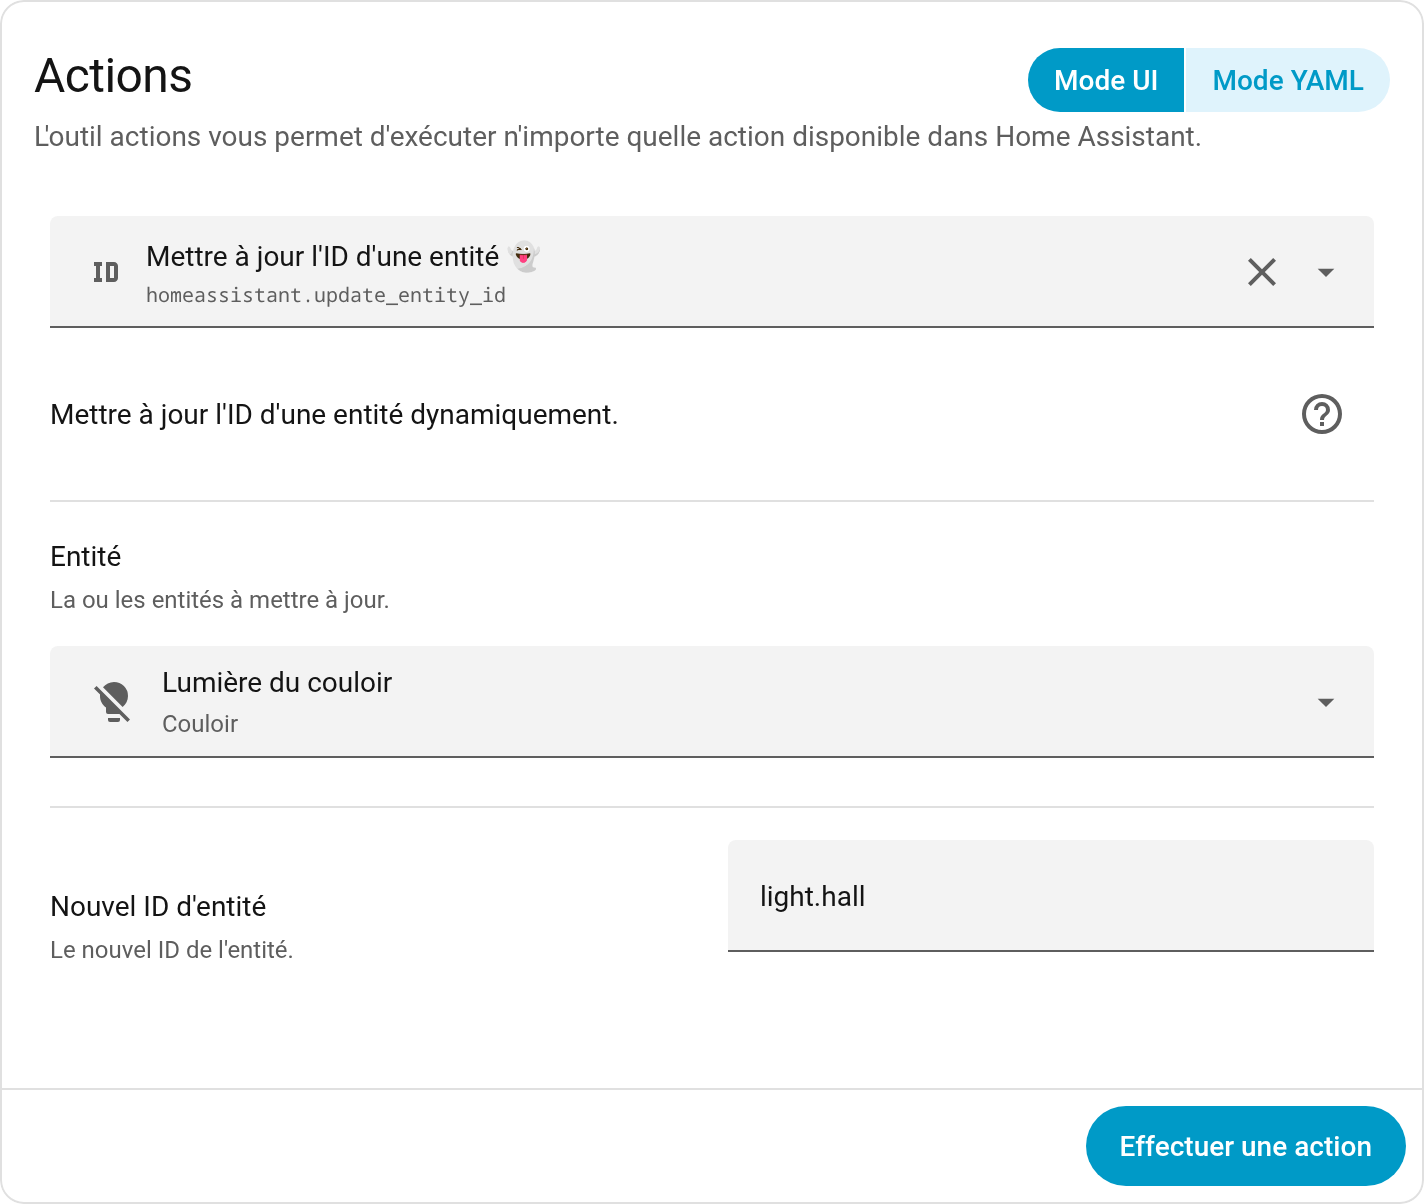 Actions
Mode UI
Mode YAML
L'outil actions vous permet d'exécuter n'importe quelle action disponible dans Home Assistant.
ID
Mettre à jour l'ID d'une entité 👻
homeassistant.update_entity_id
Mettre à jour l'ID d'une entité dynamiquement.
Entité
La ou les entités à mettre à jour.
Lumière du couloir
Couloir
Nouvel ID d'entité
Le nouvel ID de l'entité.
light.hall
Effectuer une action